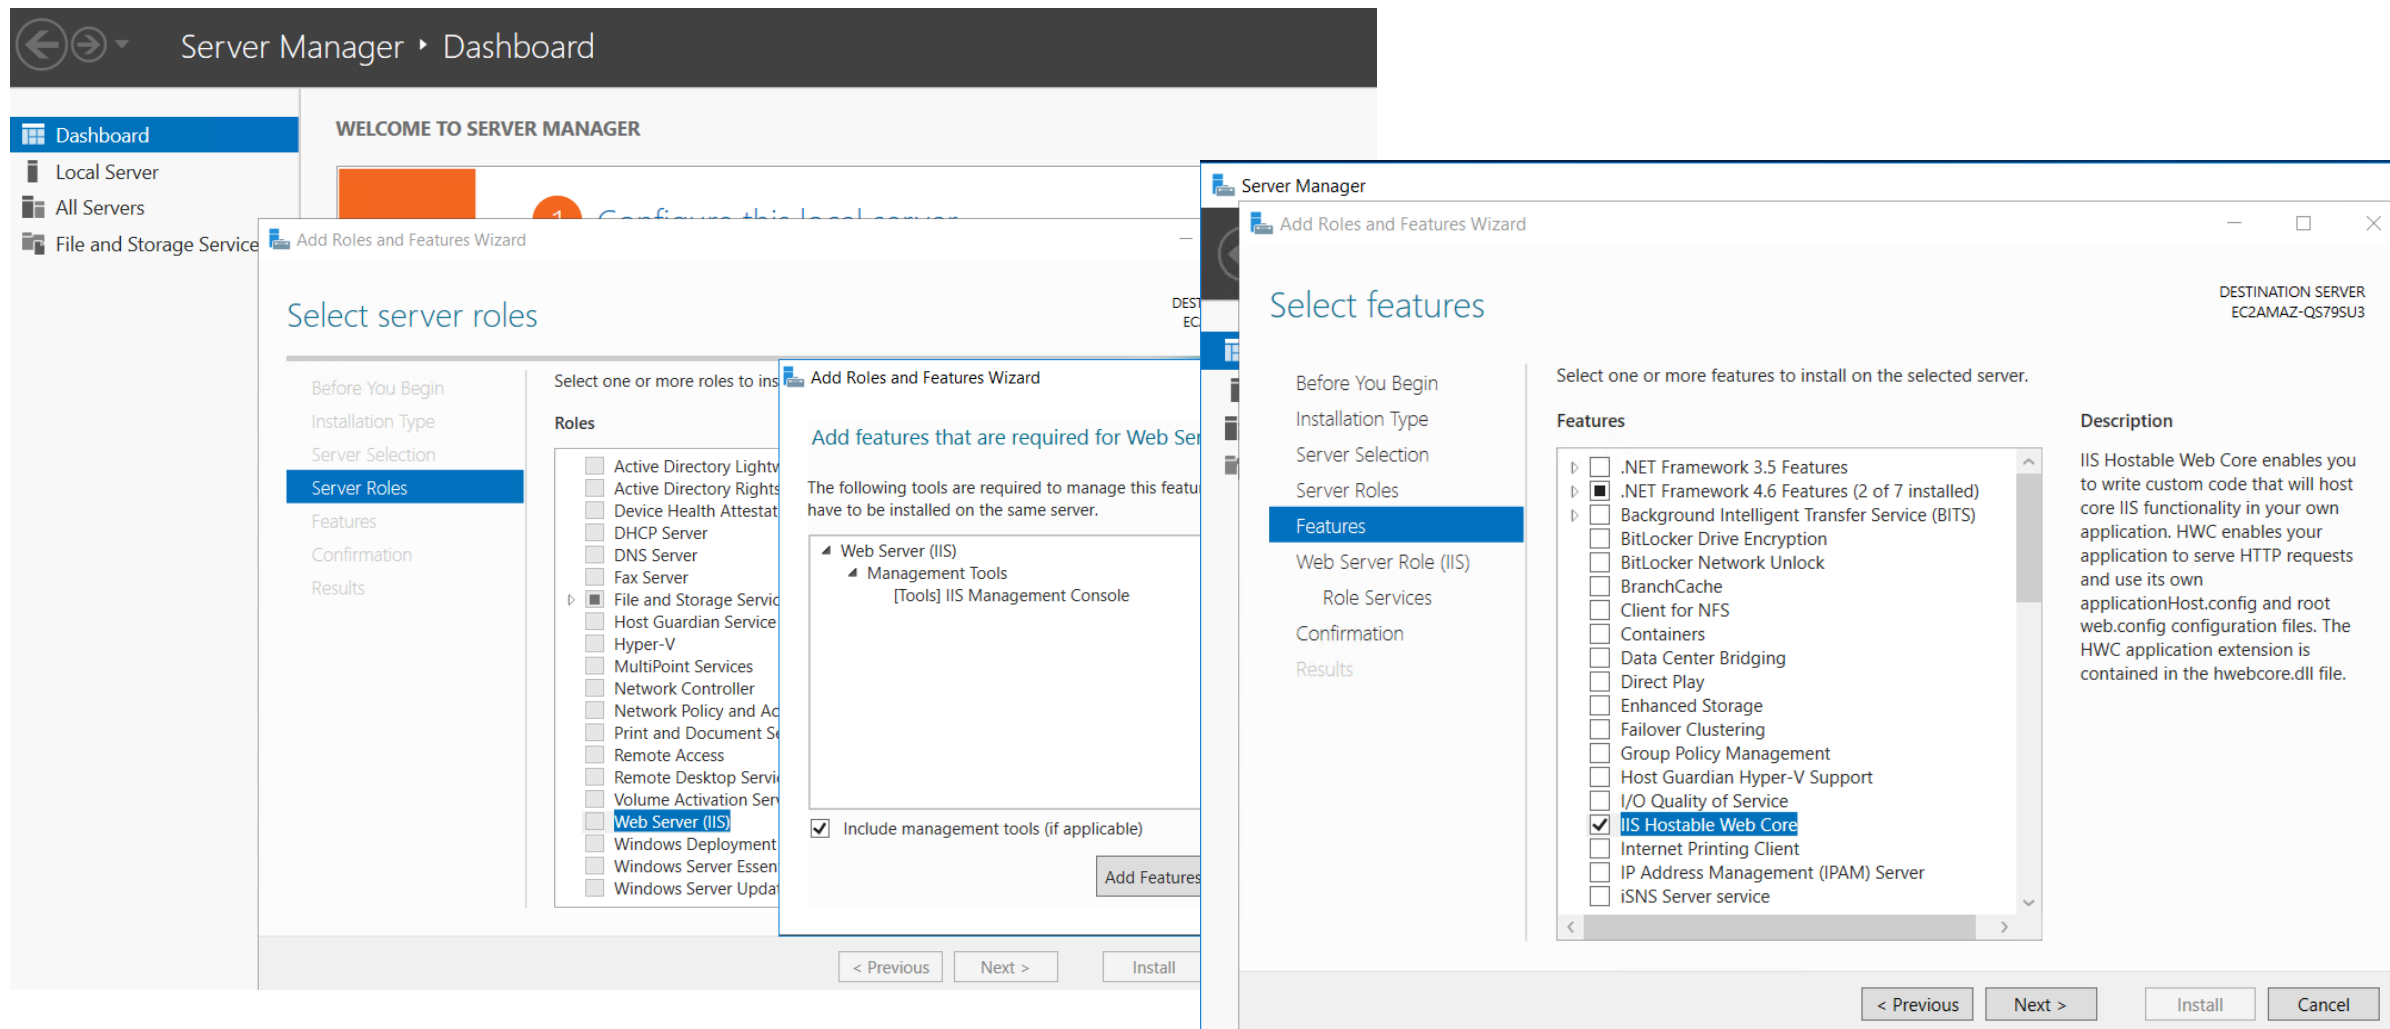 Server Manager ‣ Dashboard
Dashboard
Local Server
All Servers
File and Storage Service
WELCOME TO SERVER MANAGER
1 Configure this local server
Add Roles and Features Wizard
Select server roles
DEST
EC
Before You Begin
Installation Type
Server Selection
Server Roles
Features
Confirmation
Results
Select one or more roles to ins
Roles
Active Directory Lightw
Active Directory Rights
Device Health Attestat
DHCP Server
DNS Server
Fax Server
File and Storage Servic
Host Guardian Service
Hyper-V
MultiPoint Services
Network Controller
Network Policy and Ac
Print and Document Se
Remote Access
Remote Desktop Servi
Volume Activation Serv
Web Server (IIS)
Windows Deployment
Windows Server Essen
Windows Server Updat
< Previous
Next >
Install
Add Roles and Features Wizard
Add features that are required for Web Ser
The following tools are required to manage this featu
have to be installed on the same server.
Web Server (IIS)
Management Tools
[Tools] IIS Management Console
Include management tools (if applicable)
Add Features
Server Manager
Add Roles and Features Wizard
Select features
DESTINATION SERVER
EC2AMAZ-QS79SU3
Before You Begin
Installation Type
Server Selection
Server Roles
Features
Web Server Role (IIS)
Role Services
Confirmation
Results
Select one or more features to install on the selected server.
Features
.NET Framework 3.5 Features
.NET Framework 4.6 Features (2 of 7 installed)
Background Intelligent Transfer Service (BITS)
BitLocker Drive Encryption
BitLocker Network Unlock
BranchCache
Client for NFS
Containers
Data Center Bridging
Direct Play
Enhanced Storage
Failover Clustering
Group Policy Management
Host Guardian Hyper-V Support
I/O Quality of Service
IIS Hostable Web Core
Internet Printing Client
IP Address Management (IPAM) Server
iSNS Server service
Description
IIS Hostable Web Core enables you
to write custom code that will host
core IIS functionality in your own
application. HWC enables your
application to serve HTTP requests
and use its own
applicationHost.config and root
web.config configuration files. The
HWC application extension is
contained in the hwebcore.dll file.
< Previous
Next >
Install
Cancel